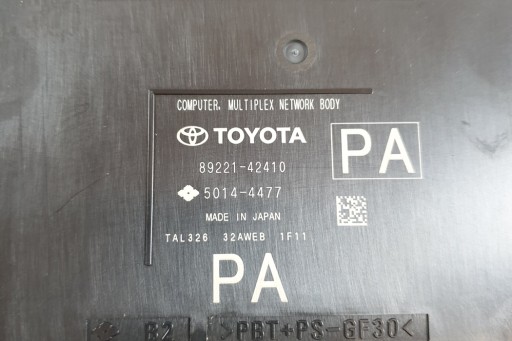 COMPUTER, MULTIPLEX NETWORK BODY
TOYOTA
PA
89221-42410
5014-4477
MADE IN JAPAN
TAL326 32AWEB 1F11
PA
B2 >PBT+PS-GF30<